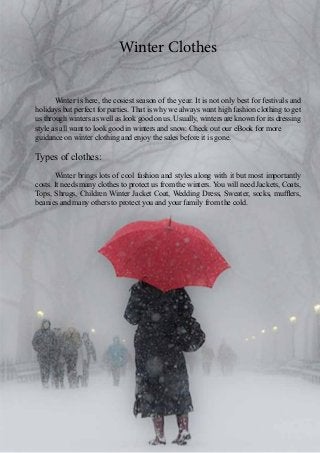 Winter Clothes
Winter is here, the cosiest season of the year. It is not only best for festivals and
holidays but perfect for parties. That is why we always want high fashion clothing to get
us through winters as well as look good on us. Usually, winters are known for its dressing
style as all want to look good in winters and snow. Check out our eBook for more
guidance on winter clothing and enjoy the sales before it is gone.
Types of clothes:
Winter brings lots of cool fashion and styles along with it but most importantly
coats. It needs many clothes to protect us from the winters. You will need Jackets, Coats,
Tops, Shrugs, Children Winter Jacket Coat, Wedding Dress, Sweater, socks, mufflers,
beanies and many others to protect you and your family from the cold.